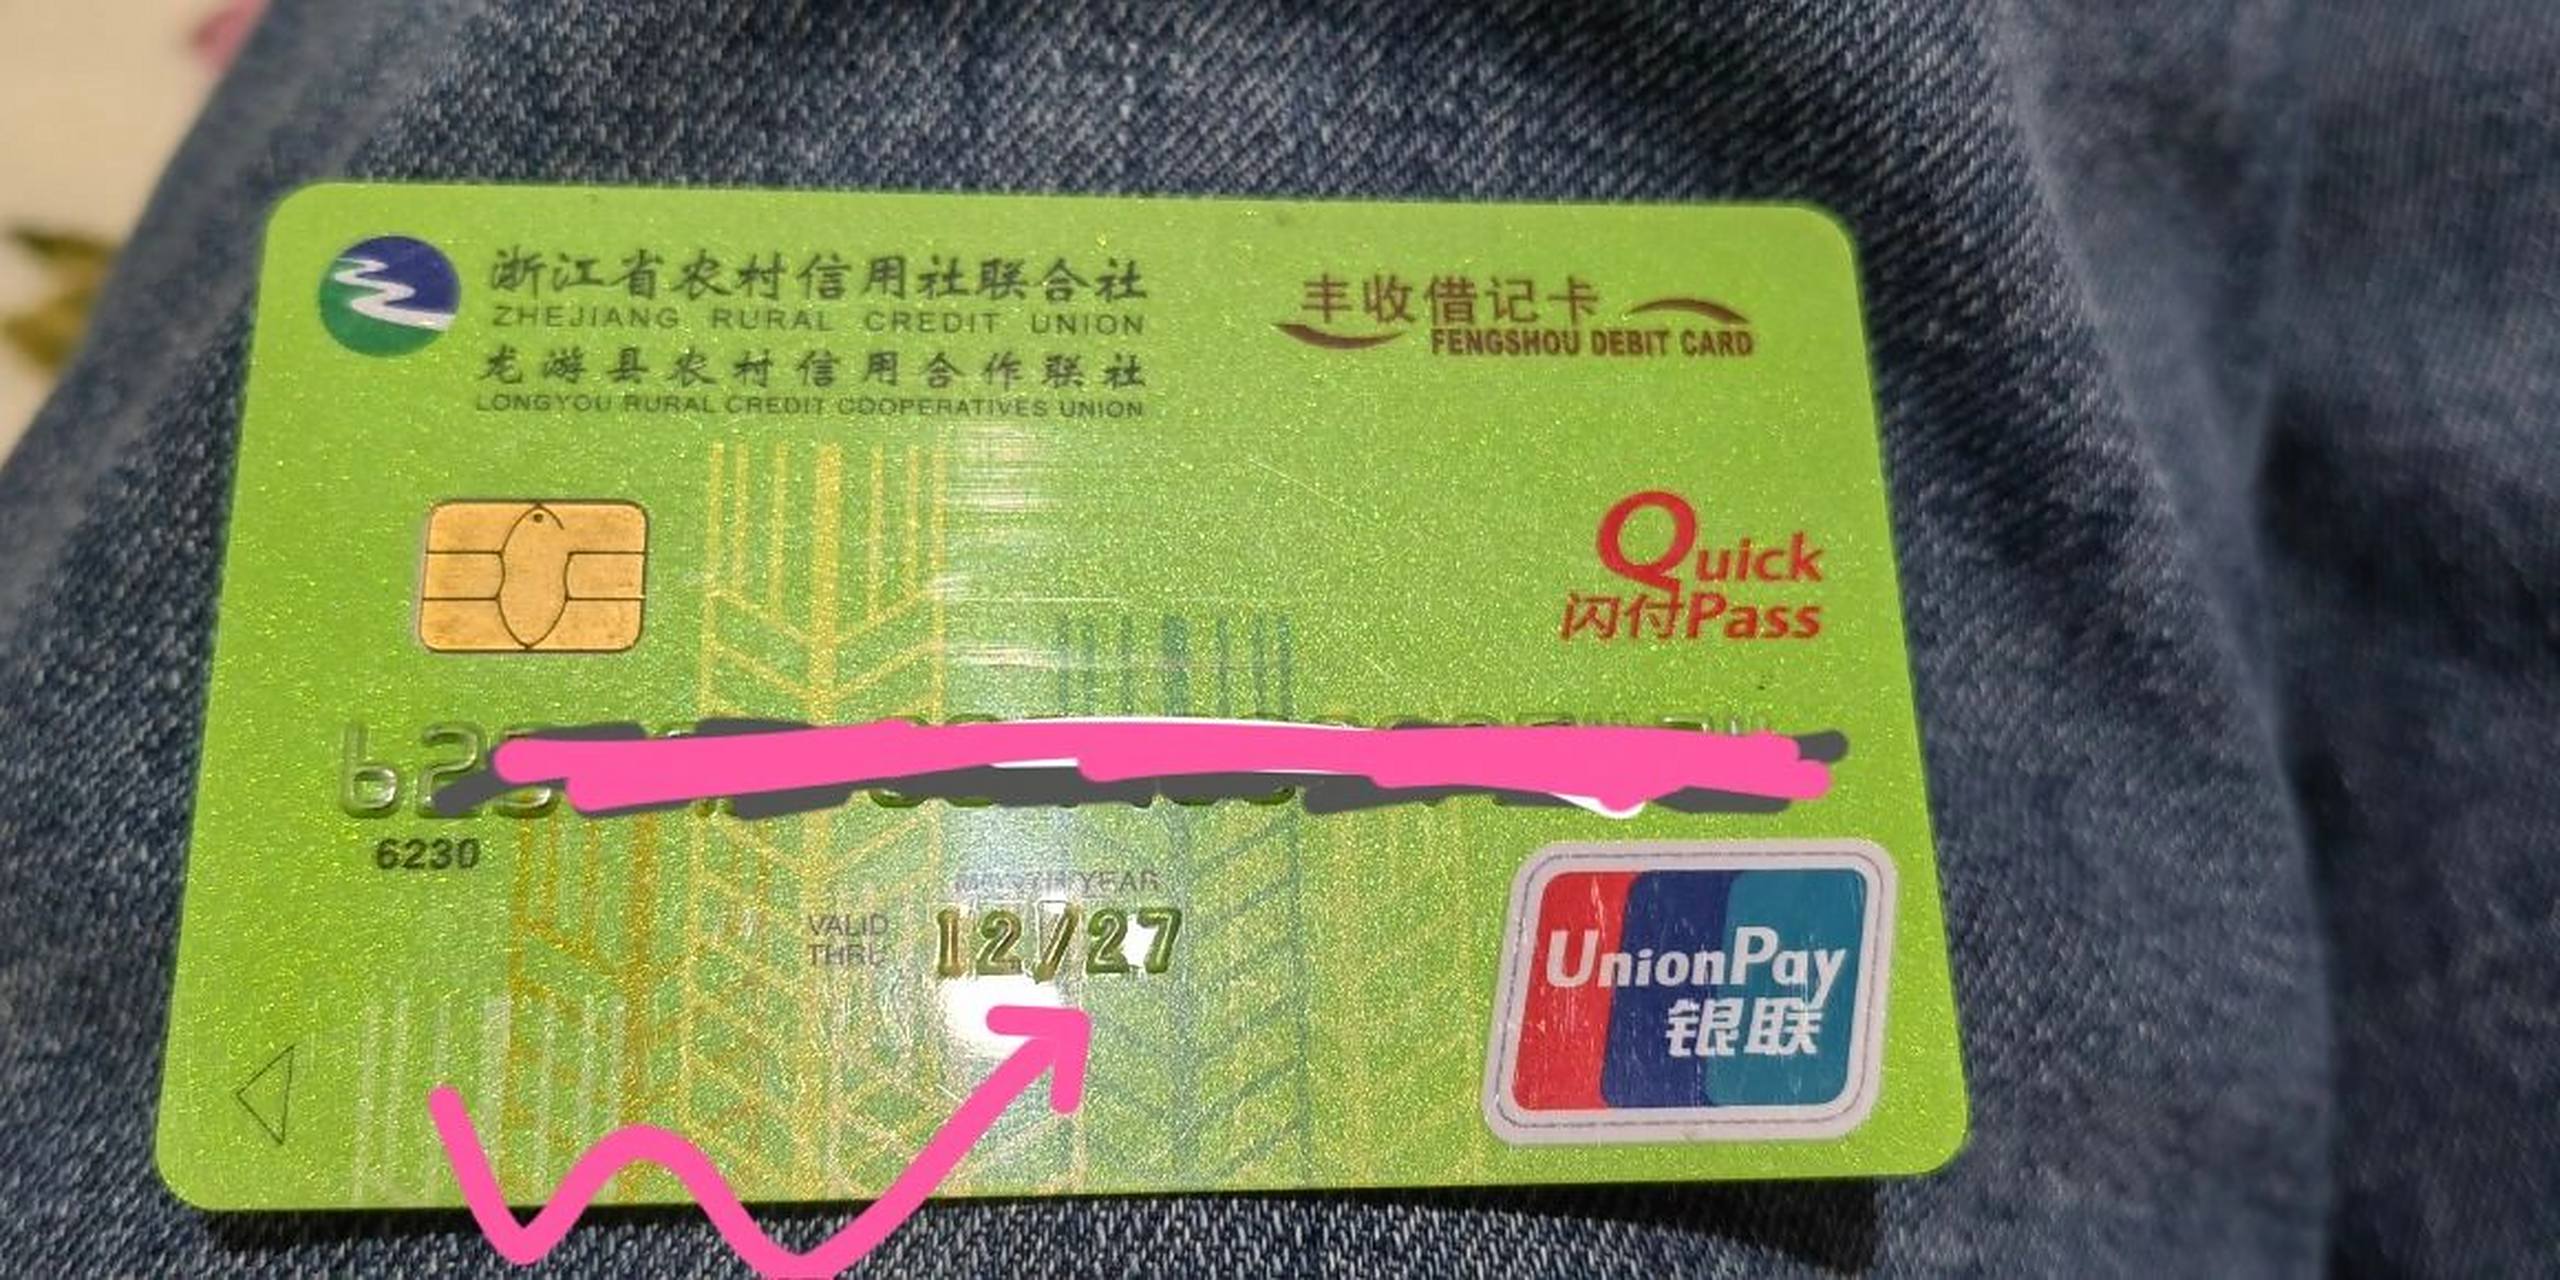 浙江省农村信用社联合社
ZHEJIANG RURAL CREDIT UNION
龙游县农村信用合作联社
LONGYOU RURAL CREDIT COOPERATIVES UNION
丰收借记卡
FENGSHOU DEBIT CARD
Quick
闪付Pass
6230
MONTH/YEAR
VALID THRU 12/27
UnionPay
银联